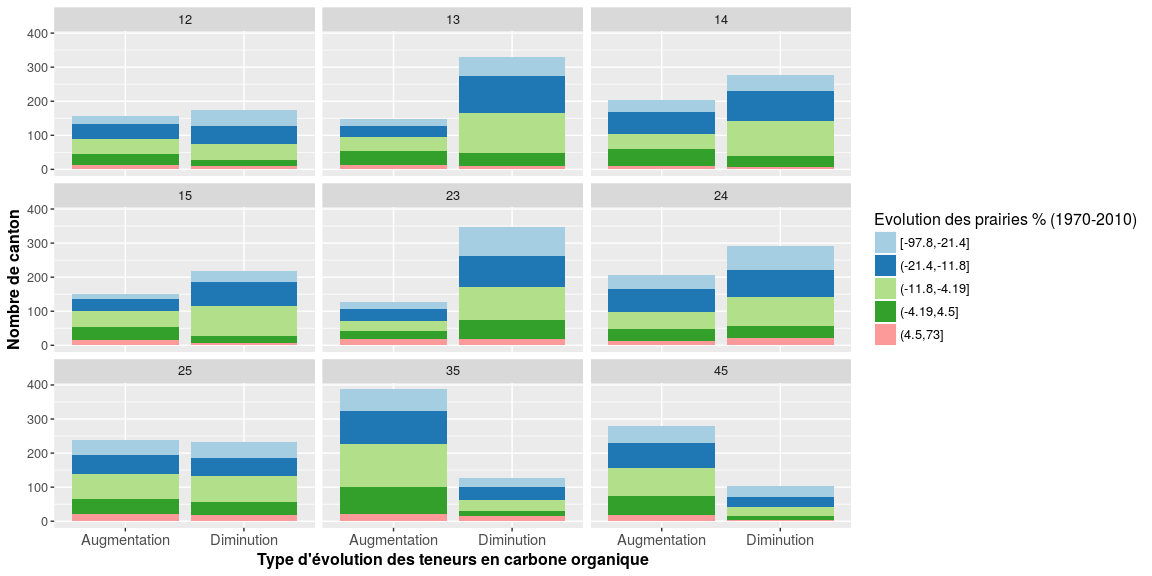 12 13 14
400
300
200
100
0
15 23 24
400
300
200
100
0
25 35 45
400
300
200
100
0
Augmentation Diminution Augmentation Diminution Augmentation Diminution
Type d'évolution des teneurs en carbone organique
Nombre de canton
Evolution des prairies % (1970-2010)
[-97.8,-21.4]
(-21.4,-11.8]
(-11.8,-4.19]
(-4.19,4.5]
(4.5,73]